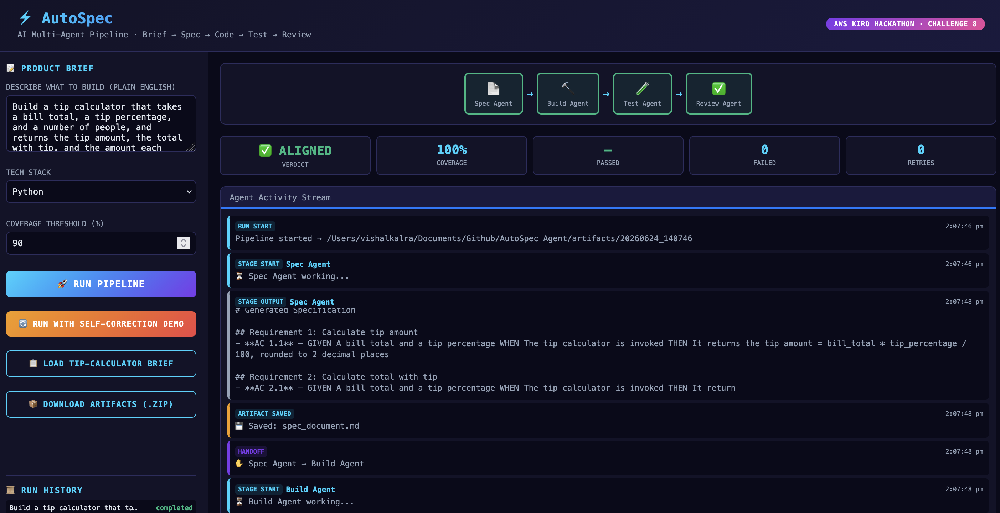 ⚡ AutoSpec
AI Multi-Agent Pipeline · Brief → Spec → Code → Test → Review
AWS KIRO HACKATHON · CHALLENGE 8
📝 PRODUCT BRIEF
DESCRIBE WHAT TO BUILD (PLAIN ENGLISH)
Build a tip calculator that takes
a bill total, a tip percentage,
and a number of people, and
returns the tip amount, the total
with tip, and the amount each
TECH STACK
Python
COVERAGE THRESHOLD (%)
90
🚀 RUN PIPELINE
🔄 RUN WITH SELF-CORRECTION DEMO
📋 LOAD TIP-CALCULATOR BRIEF
📦 DOWNLOAD ARTIFACTS (.ZIP)
📜 RUN HISTORY
Build a tip calculator that ta… completed
Spec Agent → Build Agent → Test Agent → Review Agent
✅ ALIGNED
VERDICT
100%
COVERAGE
—
PASSED
0
FAILED
0
RETRIES
Agent Activity Stream
RUN START 2:07:46 pm
Pipeline started → /Users/vishalkalra/Documents/Github/AutoSpec Agent/artifacts/20260624_140746
STAGE START Spec Agent 2:07:46 pm
⏳ Spec Agent working...
STAGE OUTPUT Spec Agent 2:07:48 pm
# Generated Specification
## Requirement 1: Calculate tip amount
- **AC 1.1** — GIVEN A bill total and a tip percentage WHEN The tip calculator is invoked THEN It returns the tip amount = bill_total * tip_percentage /
100, rounded to 2 decimal places
## Requirement 2: Calculate total with tip
- **AC 2.1** — GIVEN A bill total and a tip percentage WHEN The tip calculator is invoked THEN It return
ARTIFACT SAVED 2:07:48 pm
💾 Saved: spec_document.md
HANDOFF 2:07:48 pm
🖐 Spec Agent → Build Agent
STAGE START Build Agent 2:07:48 pm
⏳ Build Agent working...